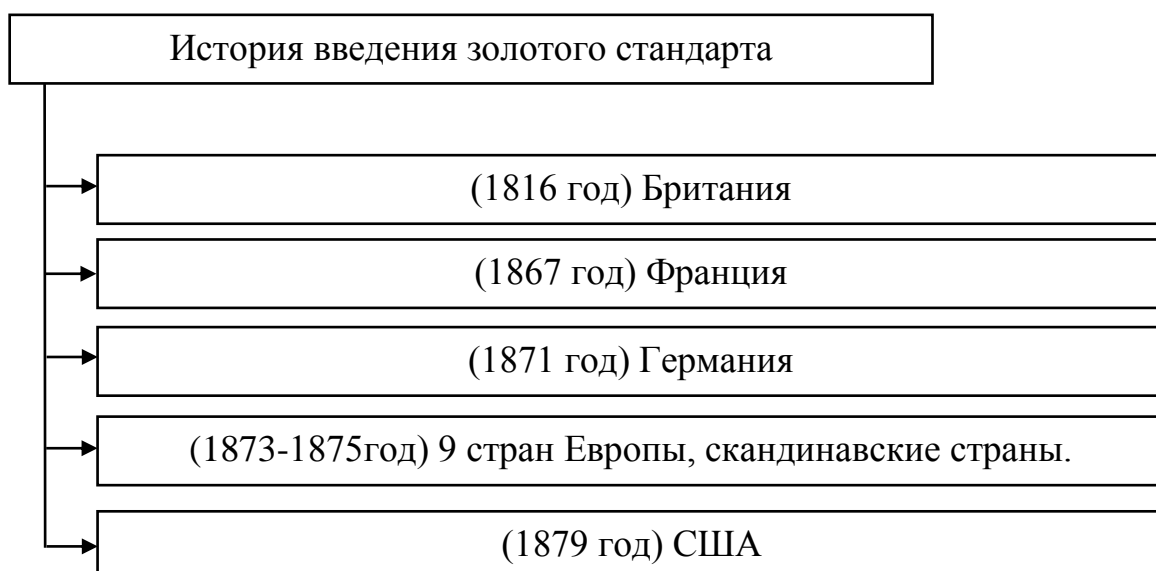 История введения золотого стандарта
(1816 год) Британия
(1867 год) Франция
(1871 год) Германия
(1873-1875год) 9 стран Европы, скандинавские страны.
(1879 год) США